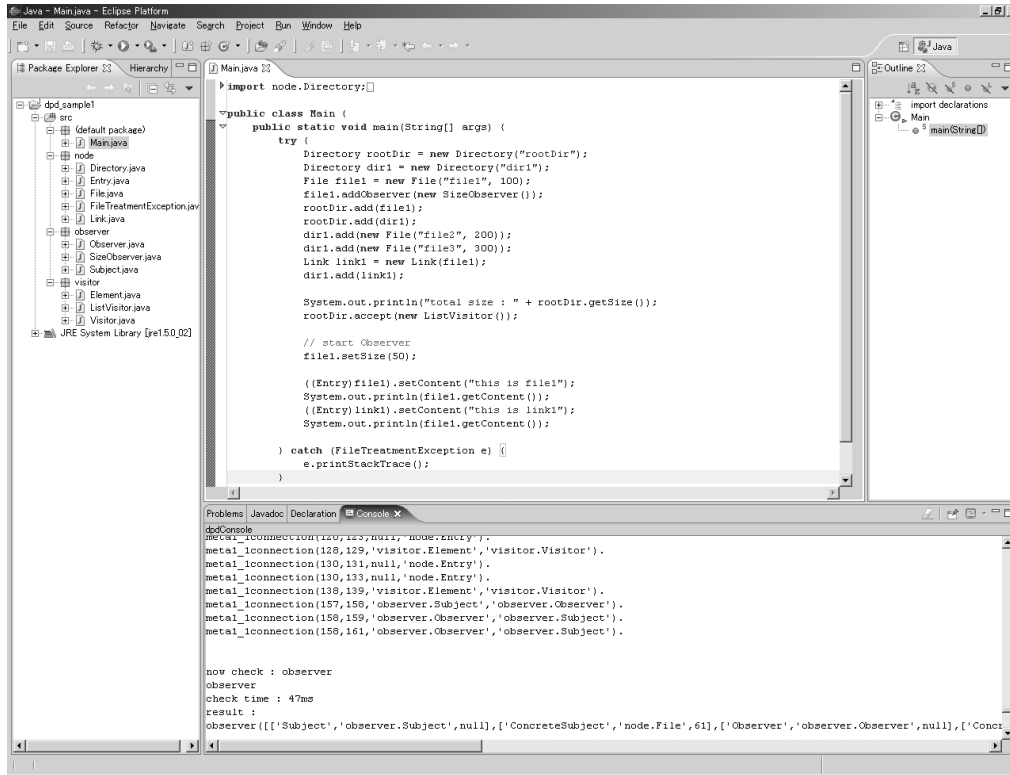 Java - Main.java - Eclipse Platform
File Edit Source Refactor Navigate Search Project Run Window Help
Java
Package Explorer Hierarchy
dpd_sample1
src
(default package)
Main.java
node
Directory.java
Entry.java
File.java
FileTreatmentException.jav
Link.java
observer
Observer.java
SizeObserver.java
Subject.java
visitor
Element.java
ListVisitor.java
Visitor.java
JRE System Library [jre1.5.0_02]
Main.java
import node.Directory;
public class Main {
public static void main(String[] args) {
try {
Directory rootDir = new Directory("rootDir");
Directory dir1 = new Directory("dir1");
File file1 = new File("file1", 100);
file1.addObserver(new SizeObserver());
rootDir.add(file1);
rootDir.add(dir1);
dir1.add(new File("file2", 200));
dir1.add(new File("file3", 300));
Link link1 = new Link(file1);
dir1.add(link1);
System.out.println("total size : " + rootDir.getSize());
rootDir.accept(new ListVisitor());
// start Observer
file1.setSize(50);
((Entry)file1).setContent("this is file1");
System.out.println(file1.getContent());
((Entry)link1).setContent("this is link1");
System.out.println(file1.getContent());
} catch (FileTreatmentException e) {
e.printStackTrace();
}
Outline
import declarations
Main
main(String[])
Problems Javadoc Declaration Console
dpdConsole
meta1_1connection(128,129,'visitor.Element','visitor.Visitor').
meta1_1connection(130,131,null,'node.Entry').
meta1_1connection(130,133,null,'node.Entry').
meta1_1connection(138,139,'visitor.Element','visitor.Visitor').
meta1_1connection(157,158,'observer.Subject','observer.Observer').
meta1_1connection(158,159,'observer.Observer','observer.Subject').
meta1_1connection(158,161,'observer.Observer','observer.Subject').
now check : observer
observer
check time : 47ms
result :
observer([['Subject','observer.Subject',null],['ConcreteSubject','node.File',61],['Observer','observer.Observer',null],['Conc